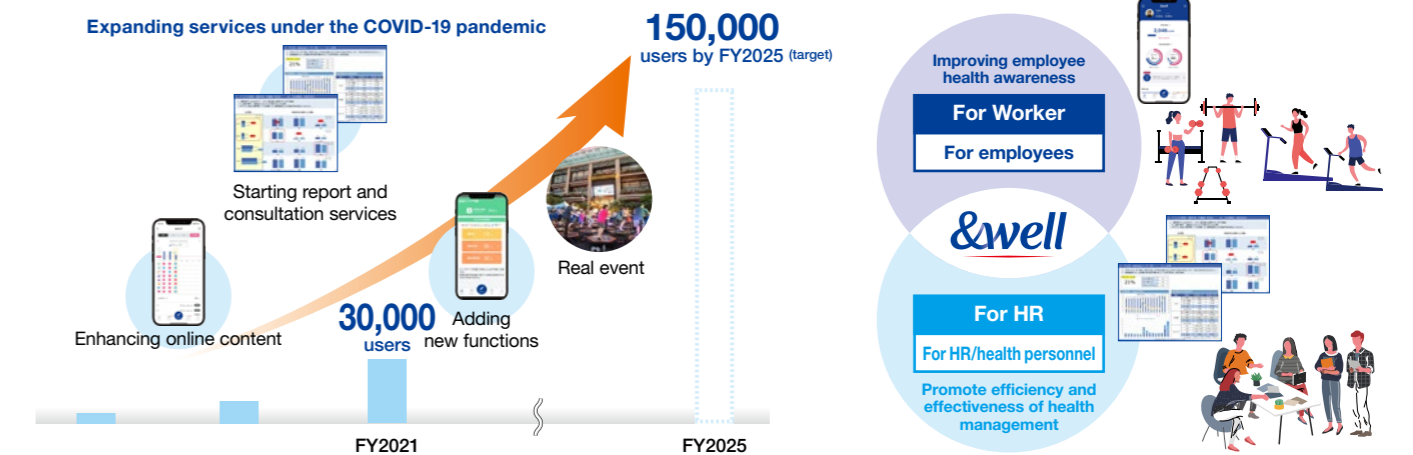 Expanding services under the COVID-19 pandemic
150,000
users by FY2025 (target)
Starting report and
consultation services
Real event
Enhancing online content
30,000
users
Adding
new functions
FY2021
FY2025
Improving employee
health awareness
For Worker
For employees
&well
For HR
For HR/health personnel
Promote efficiency and
effectiveness of health
management
21%